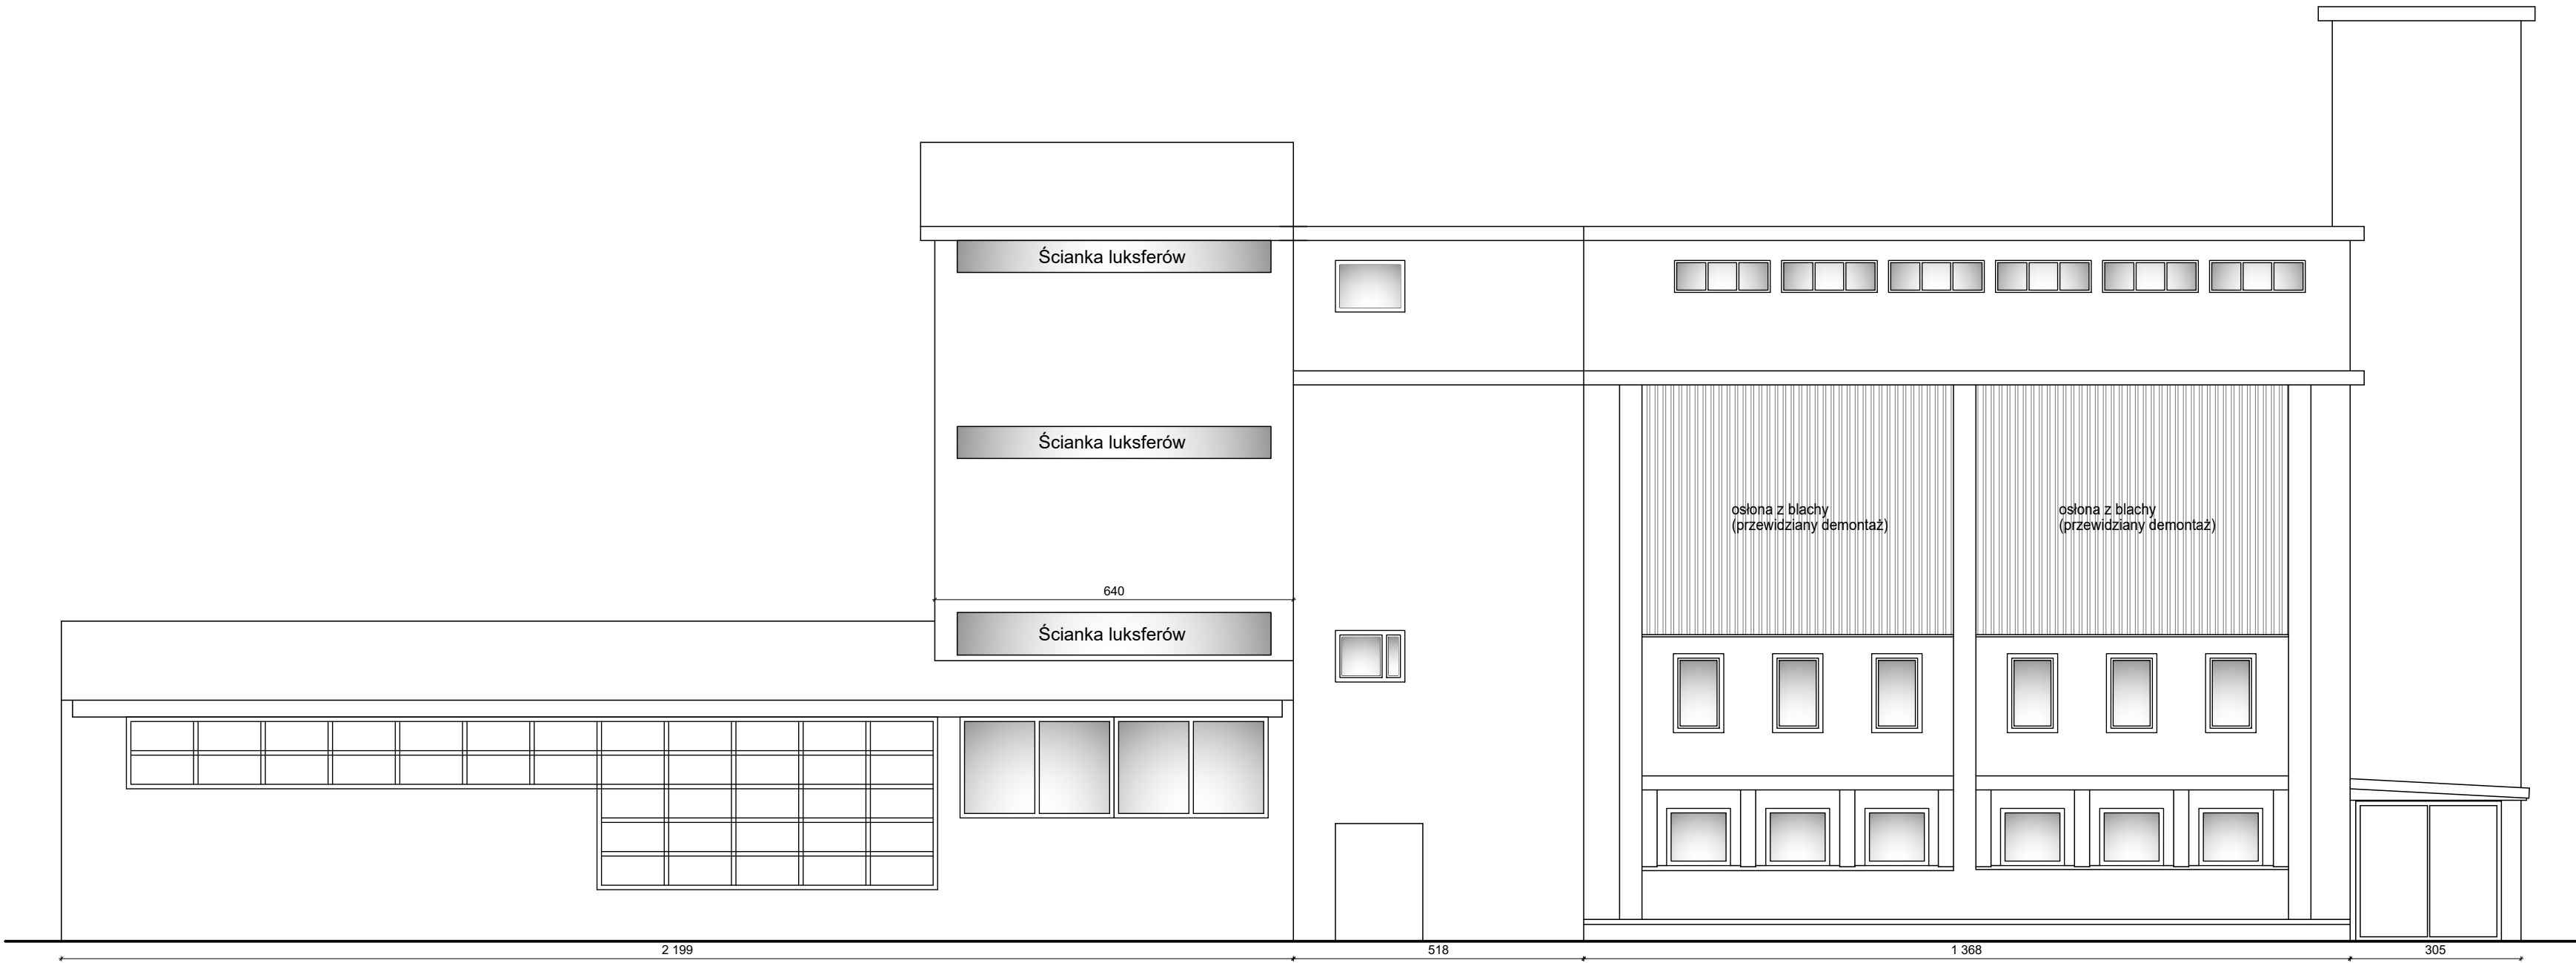 Ścianka luksferów
Ścianka luksferów
osłona z blachy
(przewidziany demontaż)
osłona z blachy
(przewidziany demontaż)
640
Ścianka luksferów
2 199
518
1 368
305